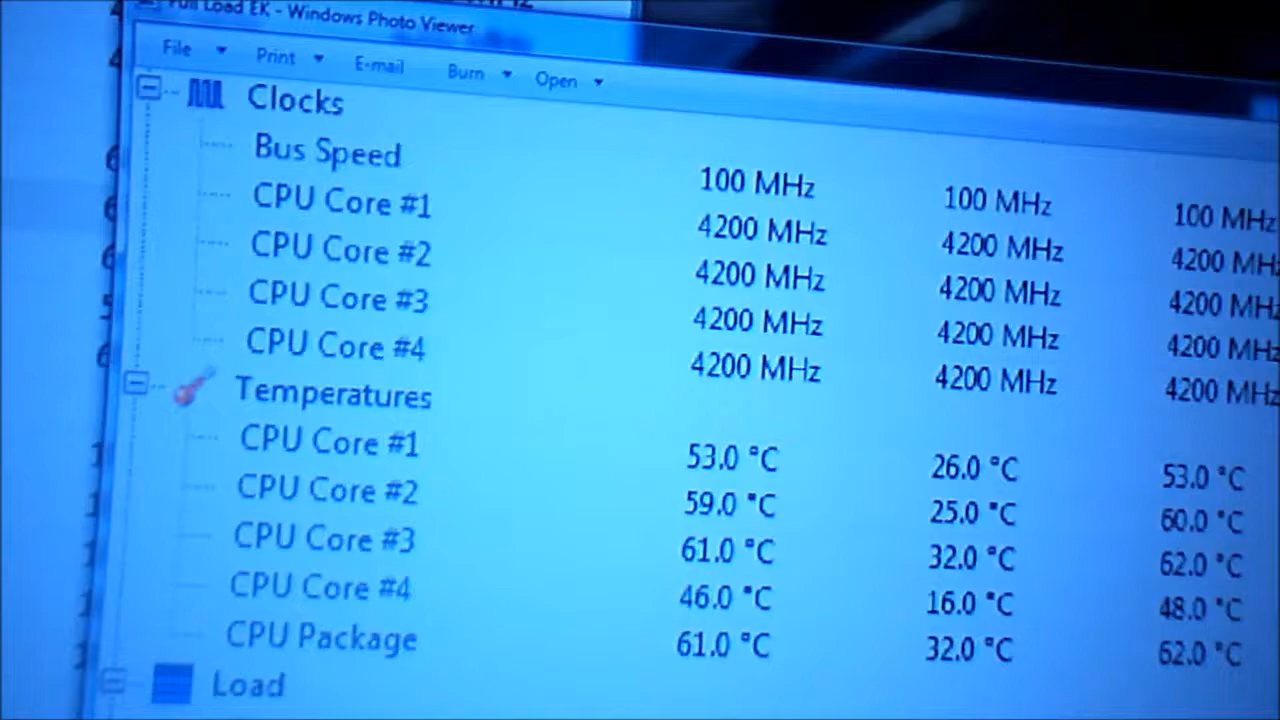 Full Load EK - Windows Photo Viewer
File Print E-mail Burn Open
Clocks
Bus Speed 100 MHz 100 MHz 100 MHz
CPU Core #1 4200 MHz 4200 MHz 4200 MHz
CPU Core #2 4200 MHz 4200 MHz 4200 MHz
CPU Core #3 4200 MHz 4200 MHz 4200 MHz
CPU Core #4 4200 MHz 4200 MHz 4200 MHz
Temperatures
CPU Core #1 53.0 °C 26.0 °C 53.0 °C
CPU Core #2 59.0 °C 25.0 °C 60.0 °C
CPU Core #3 61.0 °C 32.0 °C 62.0 °C
CPU Core #4 46.0 °C 16.0 °C 48.0 °C
CPU Package 61.0 °C 32.0 °C 62.0 °C
Load